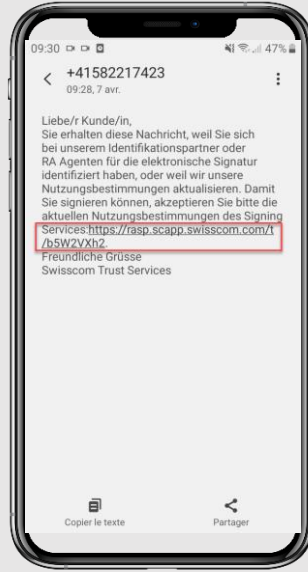 09:30
47%
+41582217423
09:28, 7 avr.
Liebe/r Kunde/in,
Sie erhalten diese Nachricht, weil Sie sich
bei unserem Identifikationspartner oder
RA Agenten für die elektronische Signatur
identifiziert haben, oder weil wir unsere
Nutzungsbestimmungen aktualisieren. Damit
Sie signieren können, akzeptieren Sie bitte die
aktuellen Nutzungsbestimmungen des Signing
Services:https://rasp.scapp.swisscom.com/t
/b5W2VXh2.
Freundliche Grüsse
Swisscom Trust Services
Copier le texte
Partager